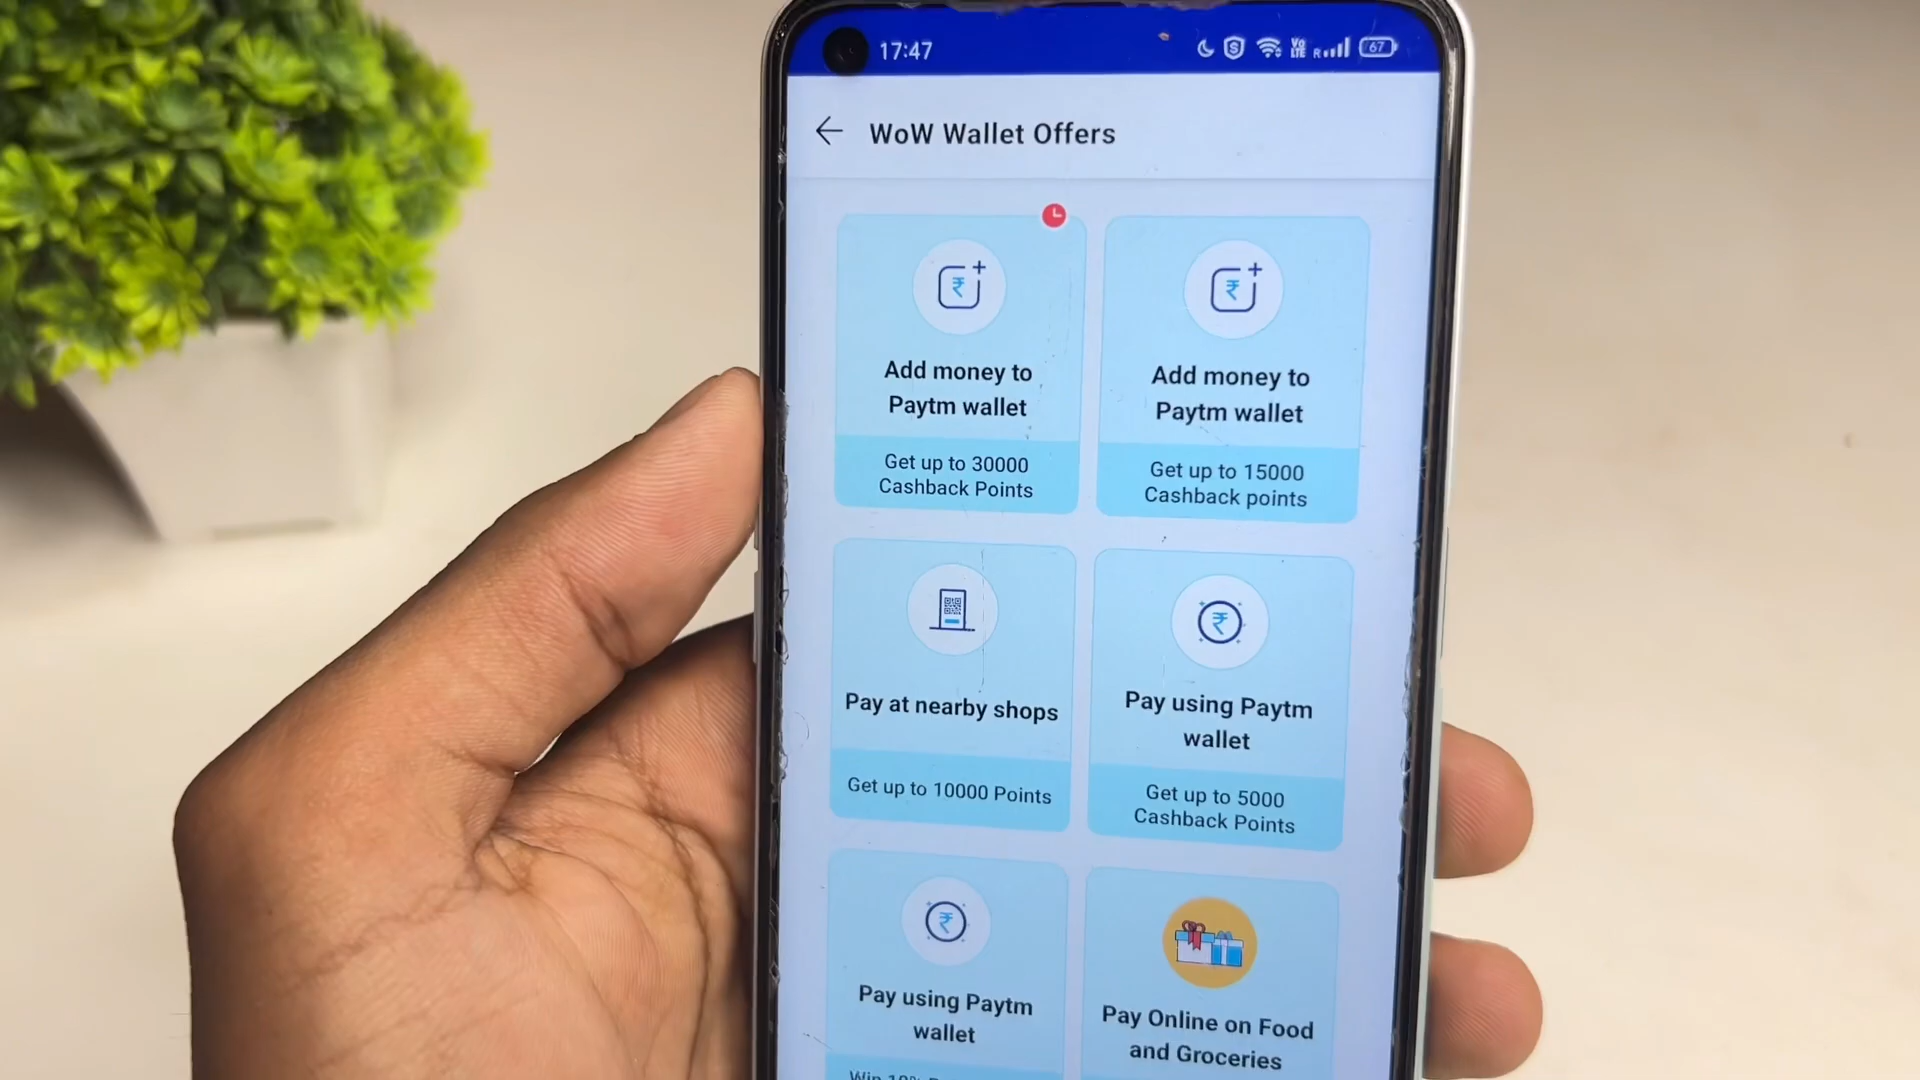 17:47
67
WoW Wallet Offers
Add money to
Paytm wallet
Get up to 30000
Cashback Points
Add money to
Paytm wallet
Get up to 15000
Cashback points
Pay at nearby shops
Get up to 10000 Points
Pay using Paytm
wallet
Get up to 5000
Cashback Points
Pay using Paytm
wallet
Pay Online on Food
and Groceries